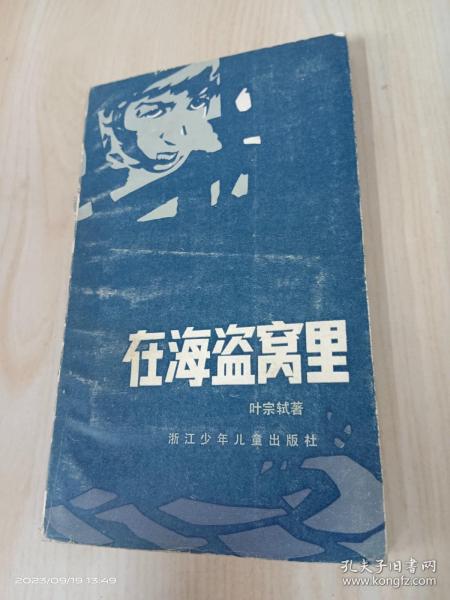 在海盗窝里
叶宗轼著
浙江少年儿童出版社
2023/09/19 13:49
孔夫子旧书网
www.kongfz.com